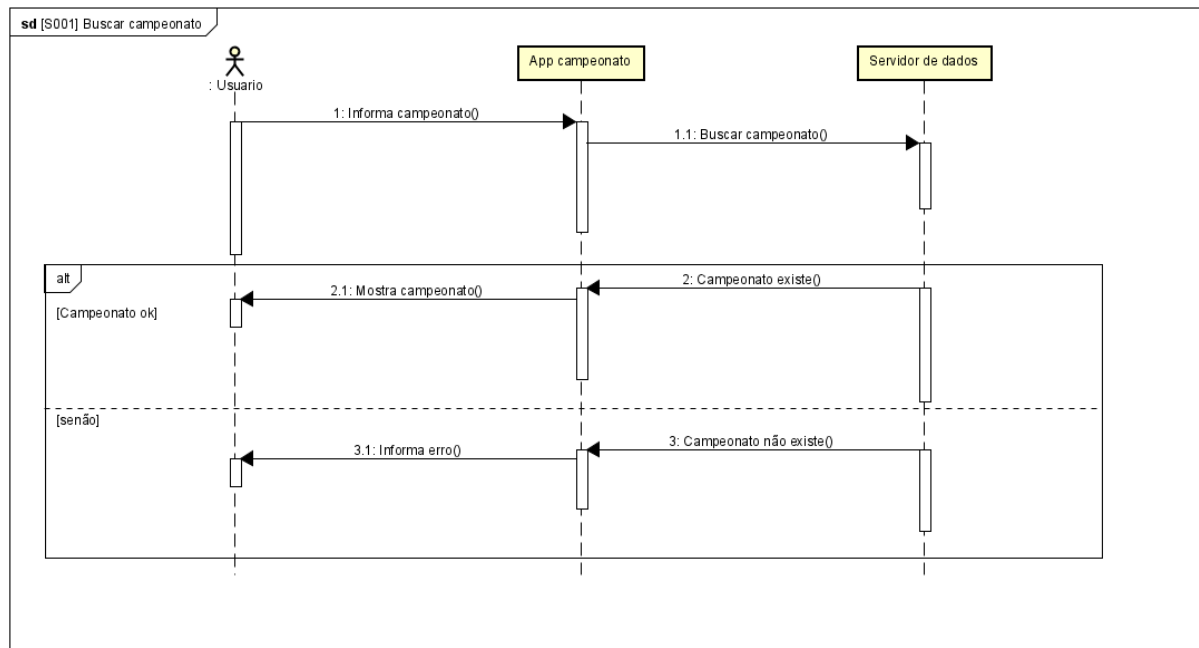 sd [S001] Buscar campeonato
: Usuario
App campeonato
Servidor de dados
1: Informa campeonato()
1.1: Buscar campeonato()
alt
2: Campeonato existe()
2.1: Mostra campeonato()
[Campeonato ok]
[senão]
3: Campeonato não existe()
3.1: Informa erro()